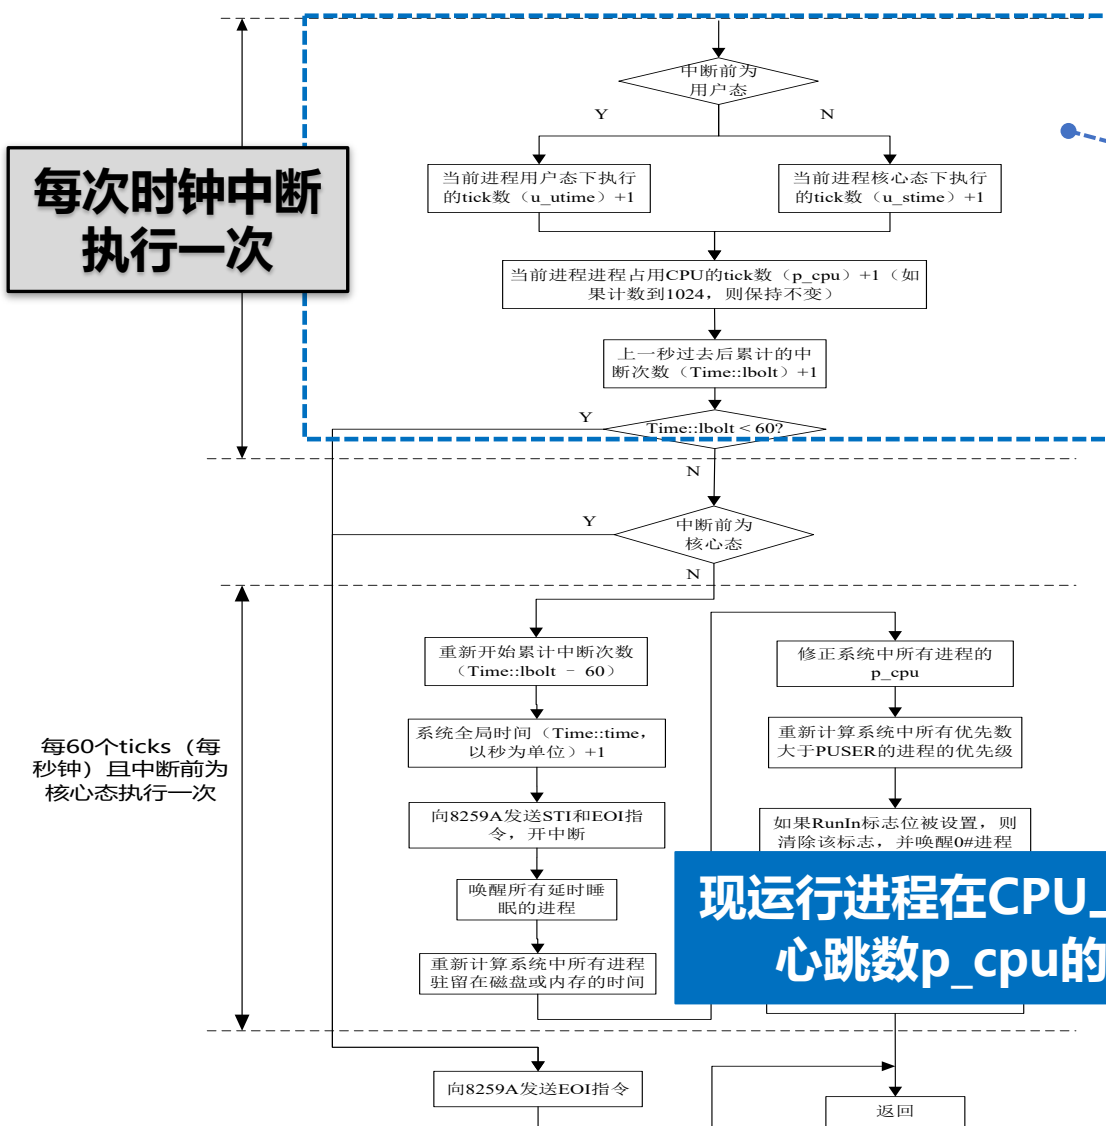 中断前为
用户态
Y
N
每次时钟中断
执行一次
当前进程用户态下执行
的tick数（u_utime）+1
当前进程核心态下执行
的tick数（u_stime）+1
当前进程进程占用CPU的tick数（p_cpu）+1（如
果计数到1024，则保持不变）
上一秒过去后累计的中
断次数（Time::lbolt）+1
Y
Time::lbolt < 60?
N
Y
中断前为
核心态
N
每60个ticks（每
秒钟）且中断前为
核心态执行一次
重新开始累计中断次数
（Time::lbolt - 60）
系统全局时间（Time::time，
以秒为单位）+1
向8259A发送STI和EOI指
令，开中断
唤醒所有延时睡
眠的进程
重新计算系统中所有进程
驻留在磁盘或内存的时间
修正系统中所有进程的
p_cpu
重新计算系统中所有优先数
大于PUSER的进程的优先级
如果RunIn标志位被设置，则
清除该标志，并唤醒0#进程
现运行进程在CPU_
心跳数p_cpu的
向8259A发送EOI指令
返回